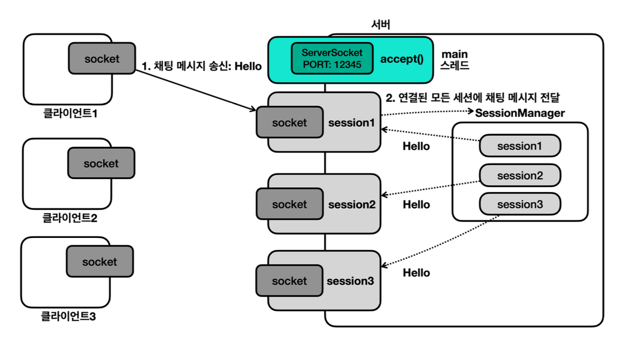 서버
socket
1. 채팅 메시지 송신: Hello
클라이언트1
ServerSocket
PORT: 12345
accept()
main
스레드
2. 연결된 모든 세션에 채팅 메시지 전달
SessionManager
socket
session1
Hello
session1
socket
클라이언트2
socket
session2
Hello
session2
session3
socket
클라이언트3
socket
session3
Hello